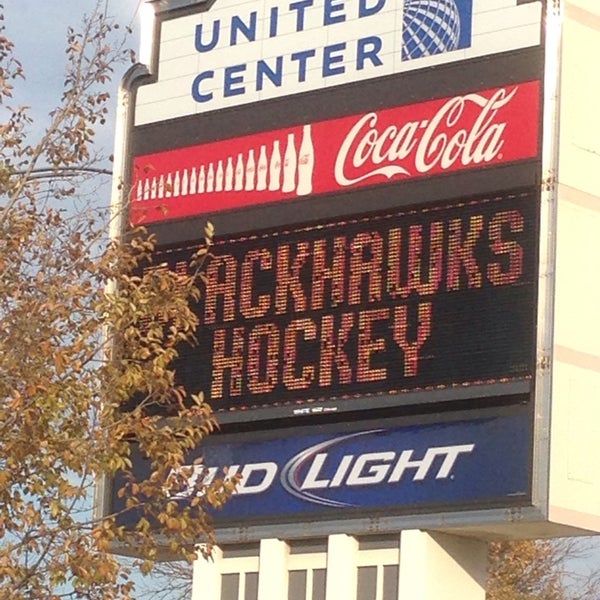 UNITED
CENTER
Coca-Cola
BLACKHAWKS
HOCKEY
BUD LIGHT